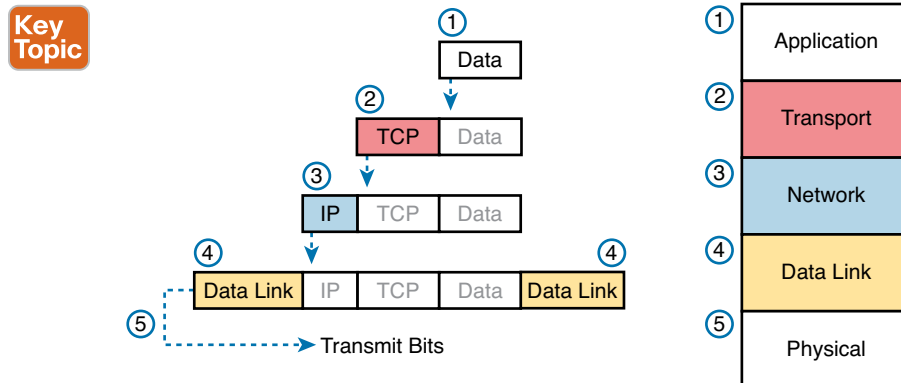 Key
Topic
1
Data
2
TCP Data
3
IP TCP Data
4 4
Data Link IP TCP Data Data Link
5
Transmit Bits
1
Application
2
Transport
3
Network
4
Data Link
5
Physical